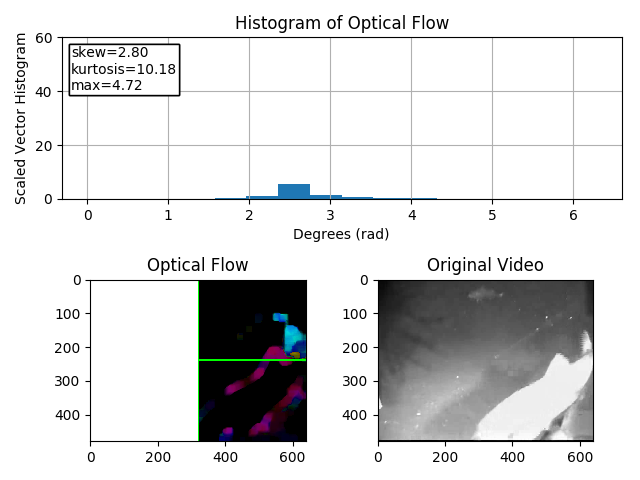 Histogram of Optical Flow
Scaled Vector Histogram
60
40
20
0
skew=2.80
kurtosis=10.18
max=4.72
0 1 2 3 4 5 6
Degrees (rad)
Optical Flow
0
100
200
300
400
0 200 400 600
Original Video
0
100
200
300
400
0 200 400 600